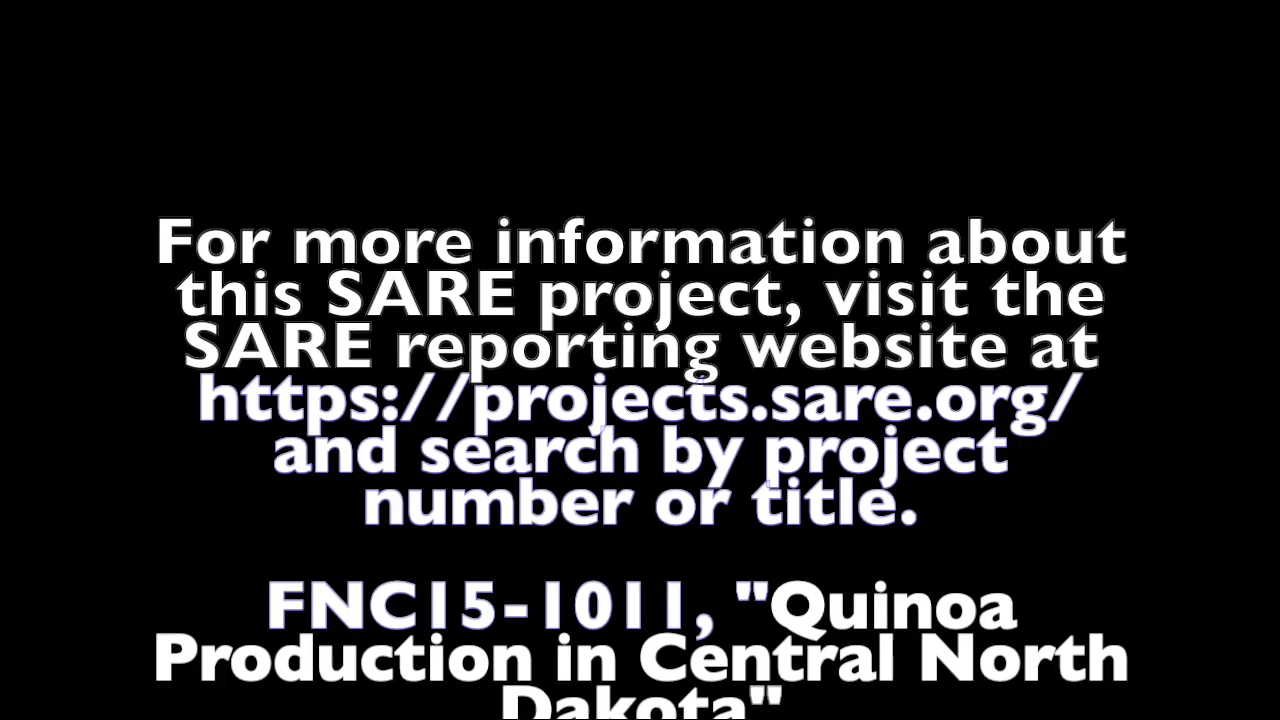 For more information about
this SARE project, visit the
SARE reporting website at
https://projects.sare.org/
and search by project
number or title.
FNC15-1011, "Quinoa
Production in Central North
Dakota"